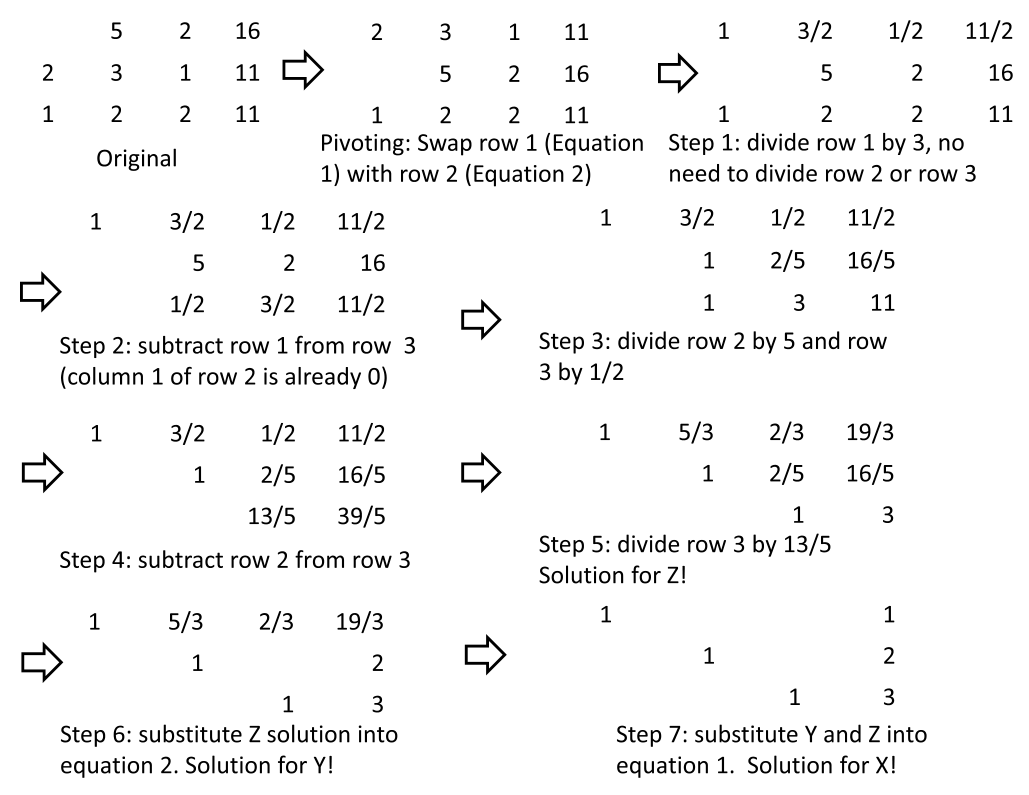 5 2 16
2 3 1 11
1 2 2 11
Original
2 3 1 11
5 2 16
1 2 2 11
Pivoting: Swap row 1 (Equation
1) with row 2 (Equation 2)
1 3/2 1/2 11/2
5 2 16
1 2 2 11
Step 1: divide row 1 by 3, no
need to divide row 2 or row 3
1 3/2 1/2 11/2
5 2 16
1/2 3/2 11/2
Step 2: subtract row 1 from row 3
(column 1 of row 2 is already 0)
1 3/2 1/2 11/2
1 2/5 16/5
1 3 11
Step 3: divide row 2 by 5 and row
3 by 1/2
1 3/2 1/2 11/2
1 2/5 16/5
13/5 39/5
Step 4: subtract row 2 from row 3
1 5/3 2/3 19/3
1 2/5 16/5
1 3
Step 5: divide row 3 by 13/5
Solution for Z!
1 5/3 2/3 19/3
1 2
1 3
Step 6: substitute Z solution into
equation 2. Solution for Y!
1 1
1 2
1 3
Step 7: substitute Y and Z into
equation 1. Solution for X!